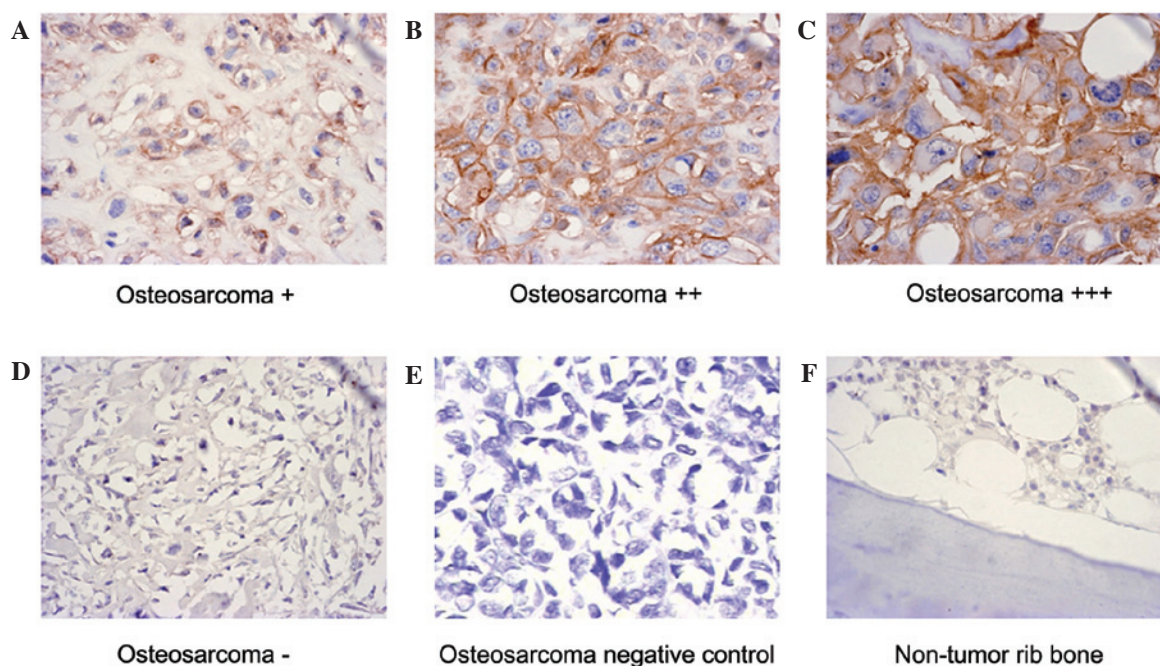 A
B
C
Osteosarcoma +
Osteosarcoma ++
Osteosarcoma +++
D
E
F
Osteosarcoma -
Osteosarcoma negative control
Non-tumor rib bone